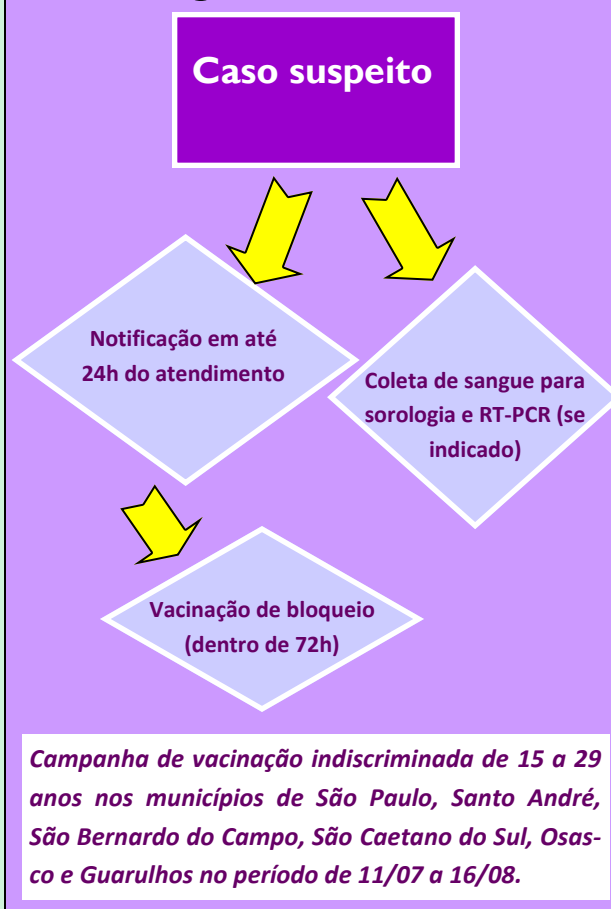 Caso suspeito
Notificação em até
24h do atendimento
Coleta de sangue para
sorologia e RT-PCR (se
indicado)
Vacinação de bloqueio
(dentro de 72h)
Campanha de vacinação indiscriminada de 15 a 29
anos nos municípios de São Paulo, Santo André,
São Bernardo do Campo, São Caetano do Sul, Osas-
co e Guarulhos no período de 11/07 a 16/08.